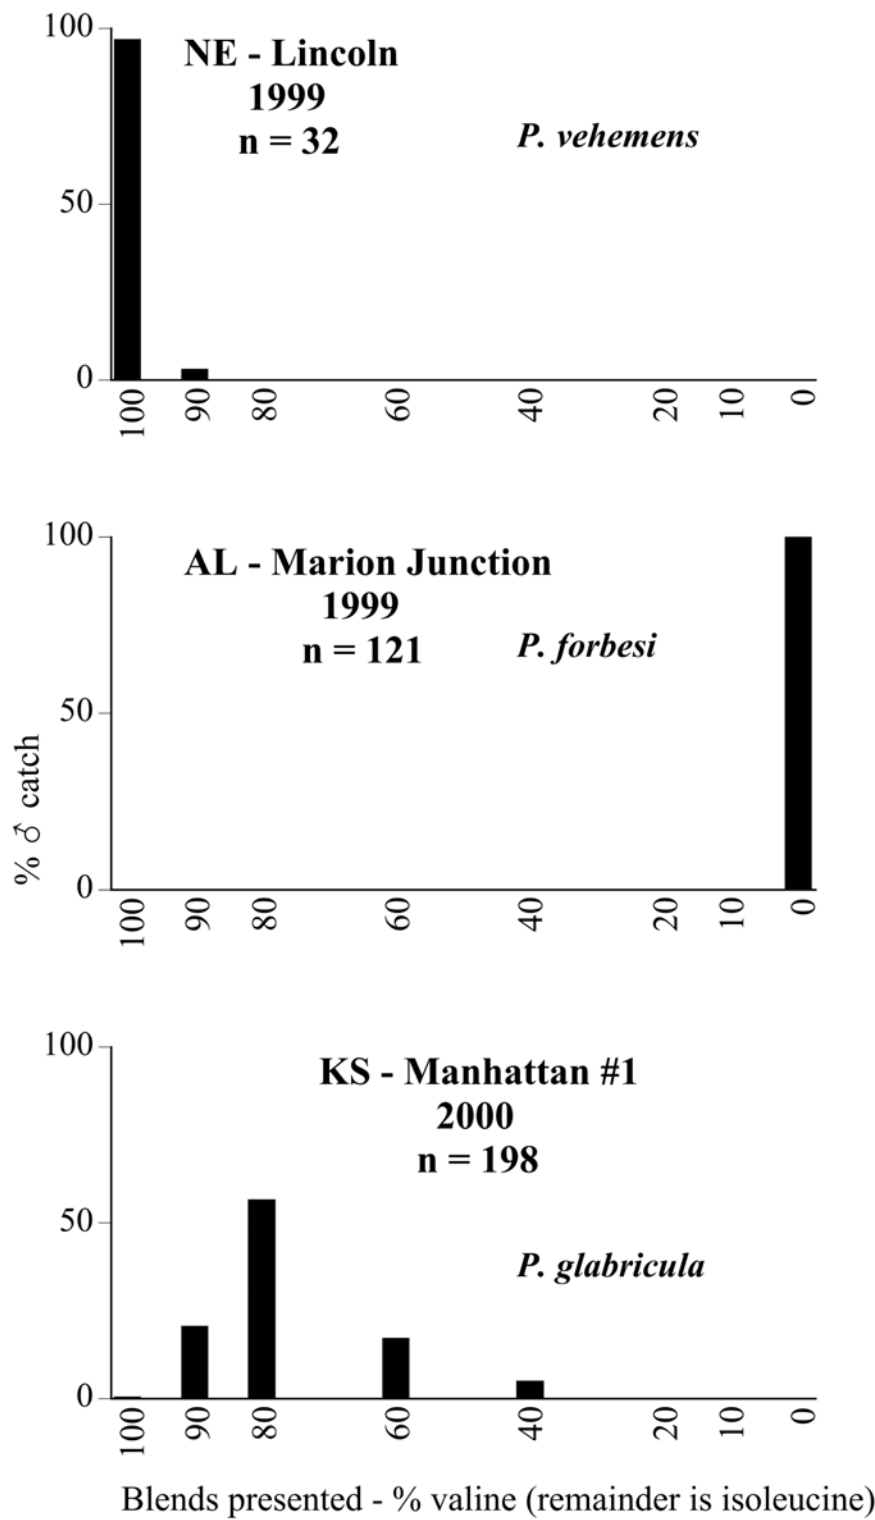 100
NE - Lincoln
1999
n = 32
P. vehemens
50
0
100 90 80 60 40 20 10 0
100
AL - Marion Junction
1999
n = 121
P. forbesi
50
0
100 90 80 60 40 20 10 0
% ♂ catch
100
KS - Manhattan #1
2000
n = 198
50
P. glabricula
0
100 90 80 60 40 20 10 0
Blends presented - % valine (remainder is isoleucine)